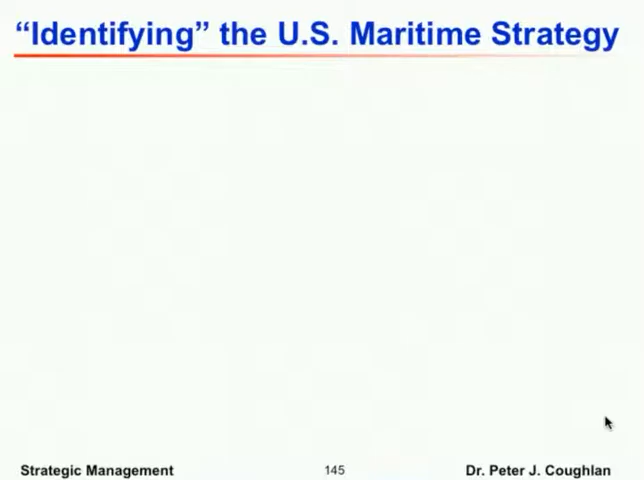 “Identifying” the U.S. Maritime Strategy
Strategic Management
145
Dr. Peter J. Coughlan